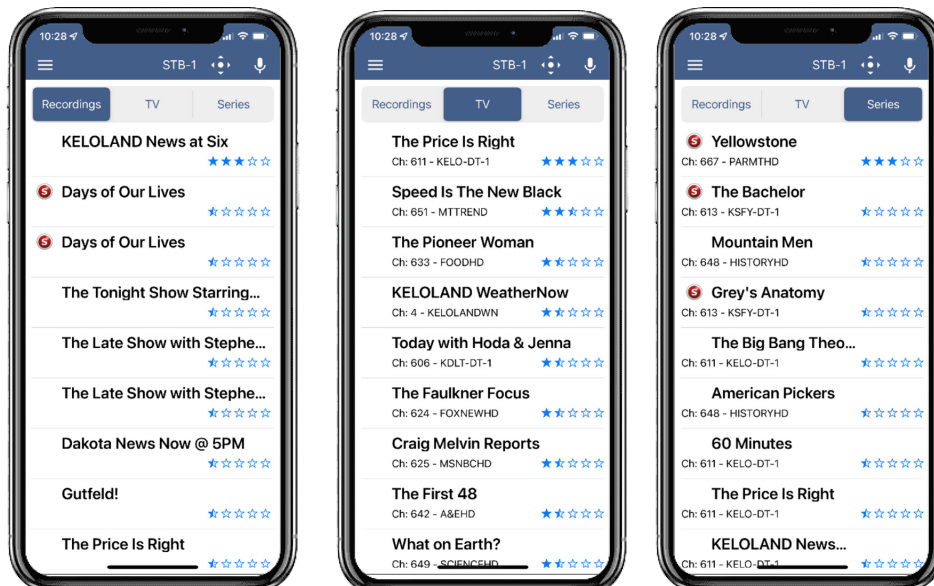 10:28
STB-1
Recordings
TV
Series
KELOLAND News at Six
S
Days of Our Lives
S
Days of Our Lives
The Tonight Show Starring...
The Late Show with Stephe...
The Late Show with Stephe...
Dakota News Now @ 5PM
Gutfeld!
The Price Is Right
10:28
STB-1
Recordings
TV
Series
The Price Is Right
Ch: 611 - KELO-DT-1
Speed Is The New Black
Ch: 651 - MTTREND
The Pioneer Woman
Ch: 633 - FOODHD
KELOLAND WeatherNow
Ch: 4 - KELOLANDWN
Today with Hoda & Jenna
Ch: 606 - KDLT-DT-1
The Faulkner Focus
Ch: 624 - FOXNEWHD
Craig Melvin Reports
Ch: 625 - MSNBCHD
The First 48
Ch: 642 - A&EHD
What on Earth?
Ch: 649 - SCIENCEHD
10:28
STB-1
Recordings
TV
Series
S
Yellowstone
Ch: 667 - PARMTHD
S
The Bachelor
Ch: 613 - KSFY-DT-1
Mountain Men
Ch: 648 - HISTORYHD
S
Grey's Anatomy
Ch: 613 - KSFY-DT-1
The Big Bang Theo...
Ch: 611 - KELO-DT-1
American Pickers
Ch: 648 - HISTORYHD
60 Minutes
Ch: 611 - KELO-DT-1
The Price Is Right
Ch: 611 - KELO-DT-1
KELOLAND News...
Ch: 611 - KELO-DT-1